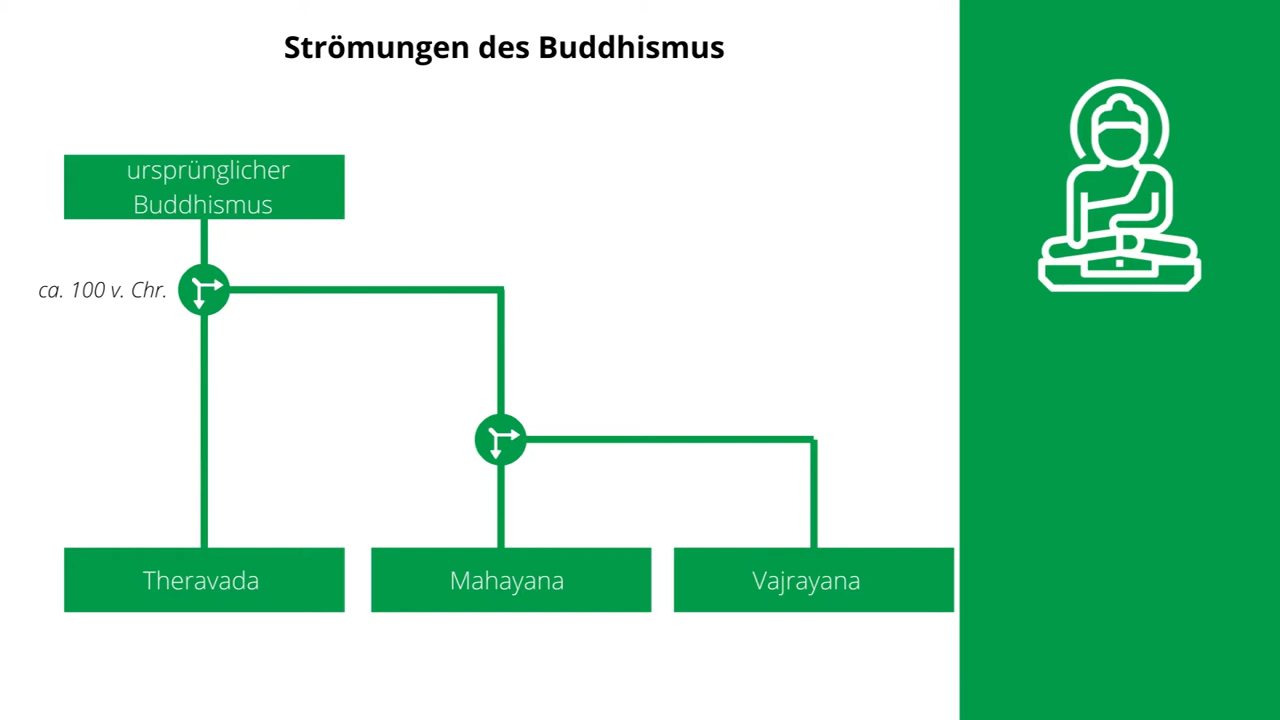 Strömungen des Buddhismus
ursprünglicher
Buddhismus
ca. 100 v. Chr.
Theravada
Mahayana
Vajrayana